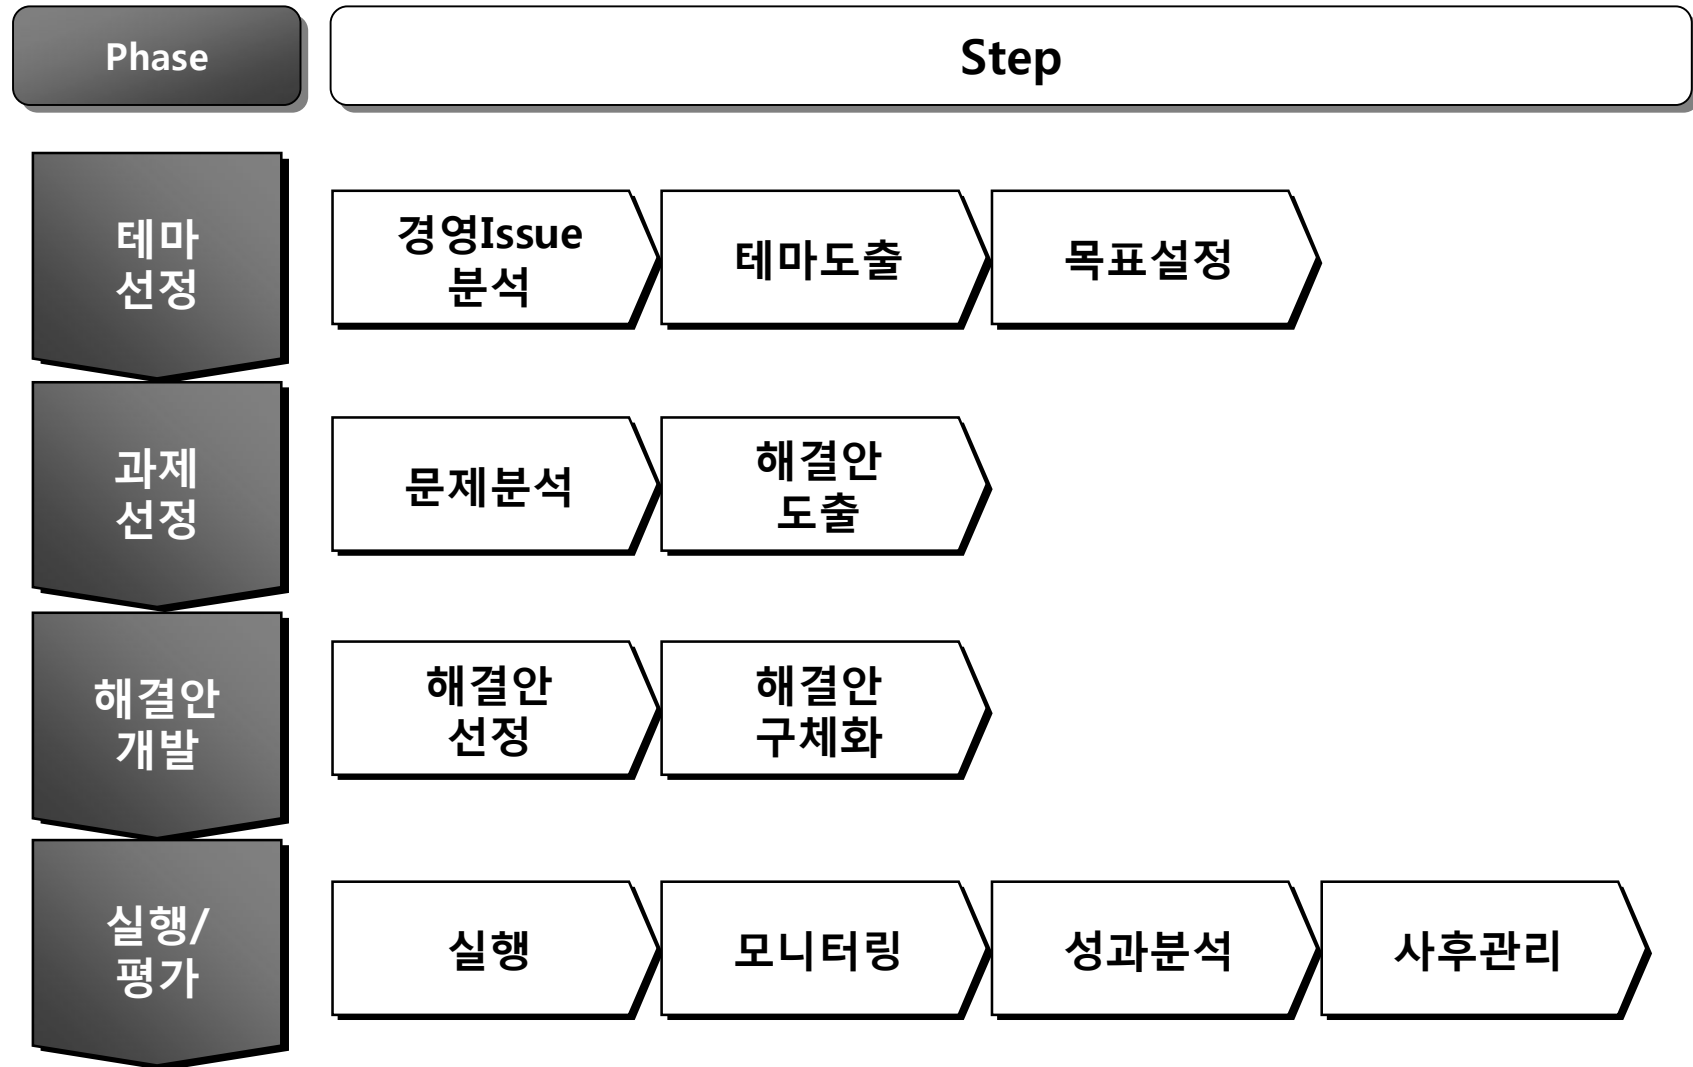 Phase
Step
테마
선정
경영Issue
분석
테마도출
목표설정
과제
선정
문제분석
해결안
도출
해결안
개발
해결안
선정
해결안
구체화
실행/
평가
실행
모니터링
성과분석
사후관리